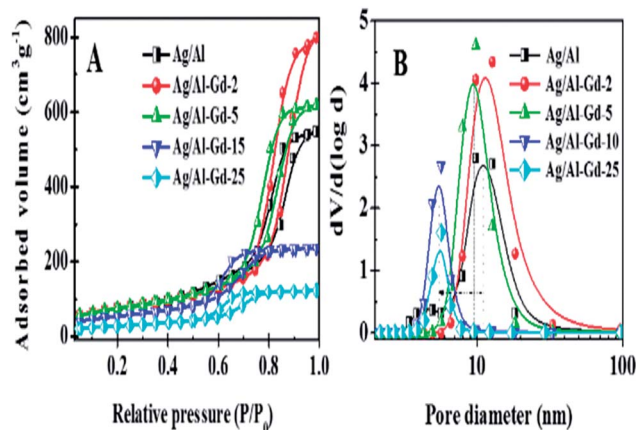 A
Adsorbed volume (cm³g⁻¹)
800
600
400
200
0
0.2 0.4 0.6 0.8 1.0
Relative pressure (P/P₀)
Ag/Al
Ag/Al-Gd-2
Ag/Al-Gd-5
Ag/Al-Gd-15
Ag/Al-Gd-25
B
dV/d(log d)
5
4
3
2
1
0
10 100
Pore diameter (nm)
Ag/Al
Ag/Al-Gd-2
Ag/Al-Gd-5
Ag/Al-Gd-10
Ag/Al-Gd-25